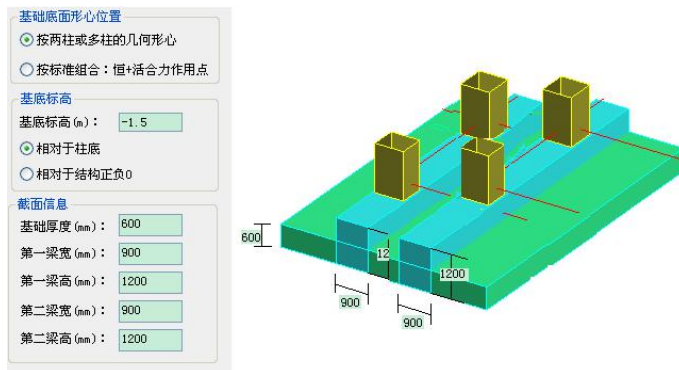 基础底面形心位置
按两柱或多柱的几何形心
按标准组合：恒+活合力作用点
基底标高
基底标高(m)： -1.5
相对于柱底
相对于结构正负0
截面信息
基础厚度(mm)： 600
第一梁宽(mm)： 900
第一梁高(mm)： 1200
第二梁宽(mm)： 900
第二梁高(mm)： 1200
600
12
1200
900
900